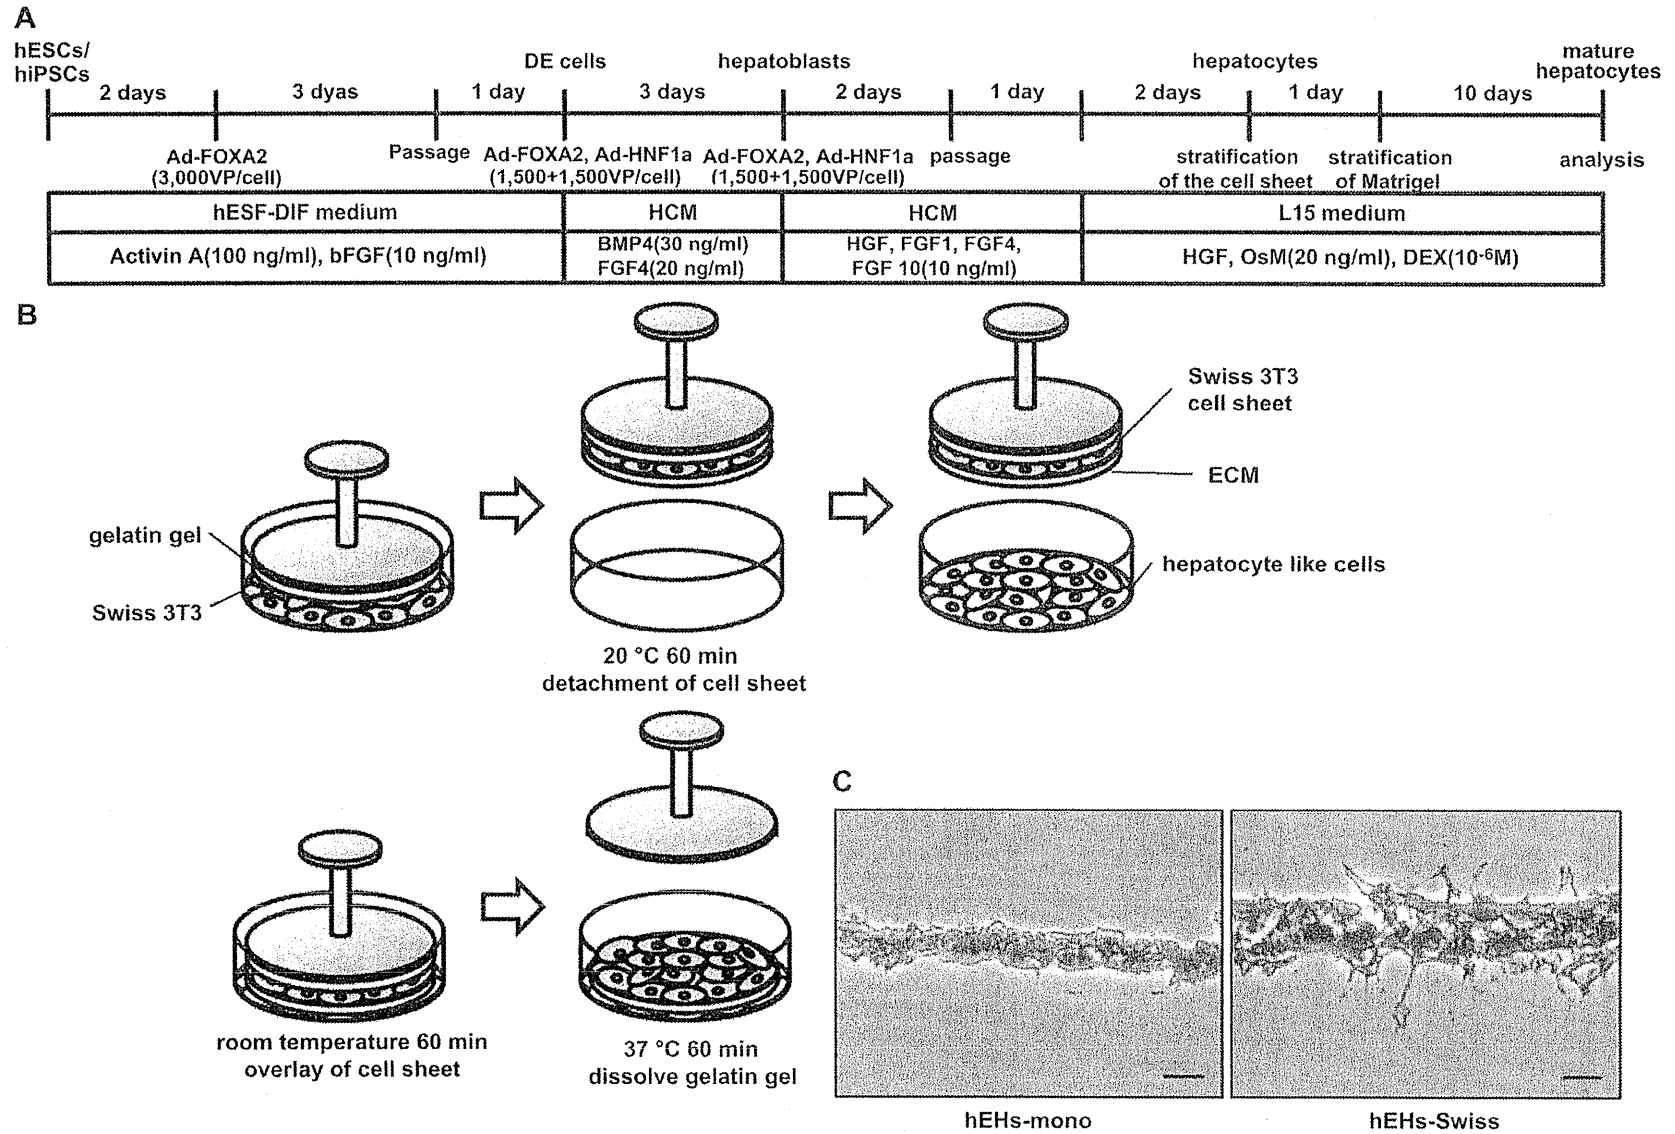 A
hESCs/
hiPSCs
DE cells
hepatoblasts
hepatocytes
mature
hepatocytes
2 days
3 dyas
1 day
3 days
2 days
1 day
2 days
1 day
10 days
Ad-FOXA2
(3,000VP/cell)
Passage
Ad-FOXA2, Ad-HNF1a
(1,500+1,500VP/cell)
Ad-FOXA2, Ad-HNF1a
(1,500+1,500VP/cell)
passage
stratification
of the cell sheet
stratification
of Matrigel
analysis
hESF-DIF medium
HCM
HCM
L15 medium
Activin A(100 ng/ml), bFGF(10 ng/ml)
BMP4(30 ng/ml)
FGF4(20 ng/ml)
HGF, FGF1, FGF4,
FGF 10(10 ng/ml)
HGF, OsM(20 ng/ml), DEX(10⁻⁶M)
B
gelatin gel
Swiss 3T3
20 °C 60 min
detachment of cell sheet
Swiss 3T3
cell sheet
ECM
hepatocyte like cells
room temperature 60 min
overlay of cell sheet
37 °C 60 min
dissolve gelatin gel
C
hEHs-mono
hEHs-Swiss